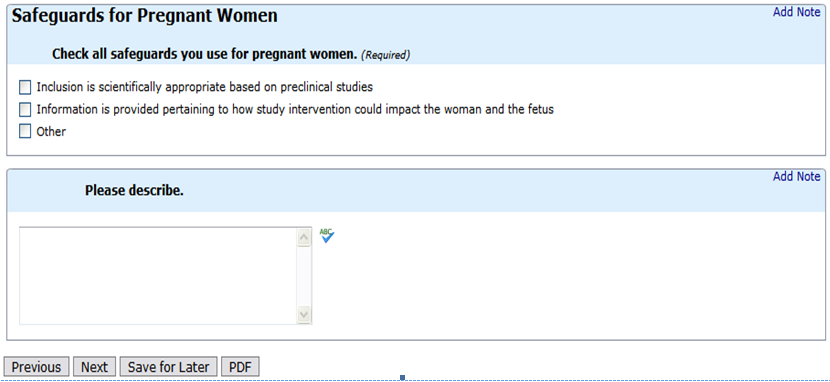 Safeguards for Pregnant Women
Add Note
Check all safeguards you use for pregnant women. (Required)
Inclusion is scientifically appropriate based on preclinical studies
Information is provided pertaining to how study intervention could impact the woman and the fetus
Other
Add Note
Please describe.
ABC
Previous Next Save for Later PDF